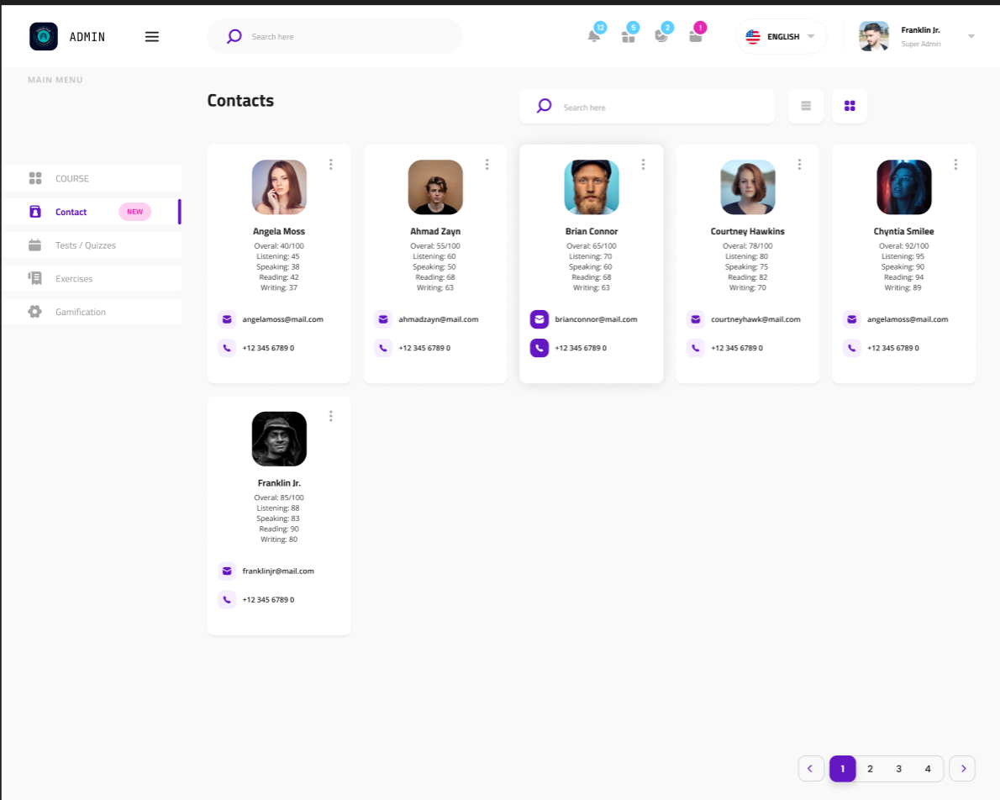 ADMIN
Search here
12
5
2
!
ENGLISH
Franklin Jr.
Super Admin
MAIN MENU
COURSE
Contact
NEW
Tests / Quizzes
Exercises
Gamification
Contacts
Search here
Angela Moss
Overal: 40/100
Listening: 45
Speaking: 38
Reading: 42
Writing: 37
angelamoss@mail.com
+12 345 6789 0
Ahmad Zayn
Overal: 55/100
Listening: 60
Speaking: 50
Reading: 68
Writing: 63
ahmadzayn@mail.com
+12 345 6789 0
Brian Connor
Overal: 65/100
Listening: 70
Speaking: 60
Reading: 68
Writing: 63
brianconnor@mail.com
+12 345 6789 0
Courtney Hawkins
Overal: 78/100
Listening: 80
Speaking: 75
Reading: 82
Writing: 70
courtneyhawk@mail.com
+12 345 6789 0
Chyntia Smilee
Overal: 92/100
Listening: 95
Speaking: 90
Reading: 94
Writing: 89
angelamoss@mail.com
+12 345 6789 0
Franklin Jr.
Overal: 85/100
Listening: 88
Speaking: 83
Reading: 90
Writing: 80
franklinjr@mail.com
+12 345 6789 0
1 2 3 4